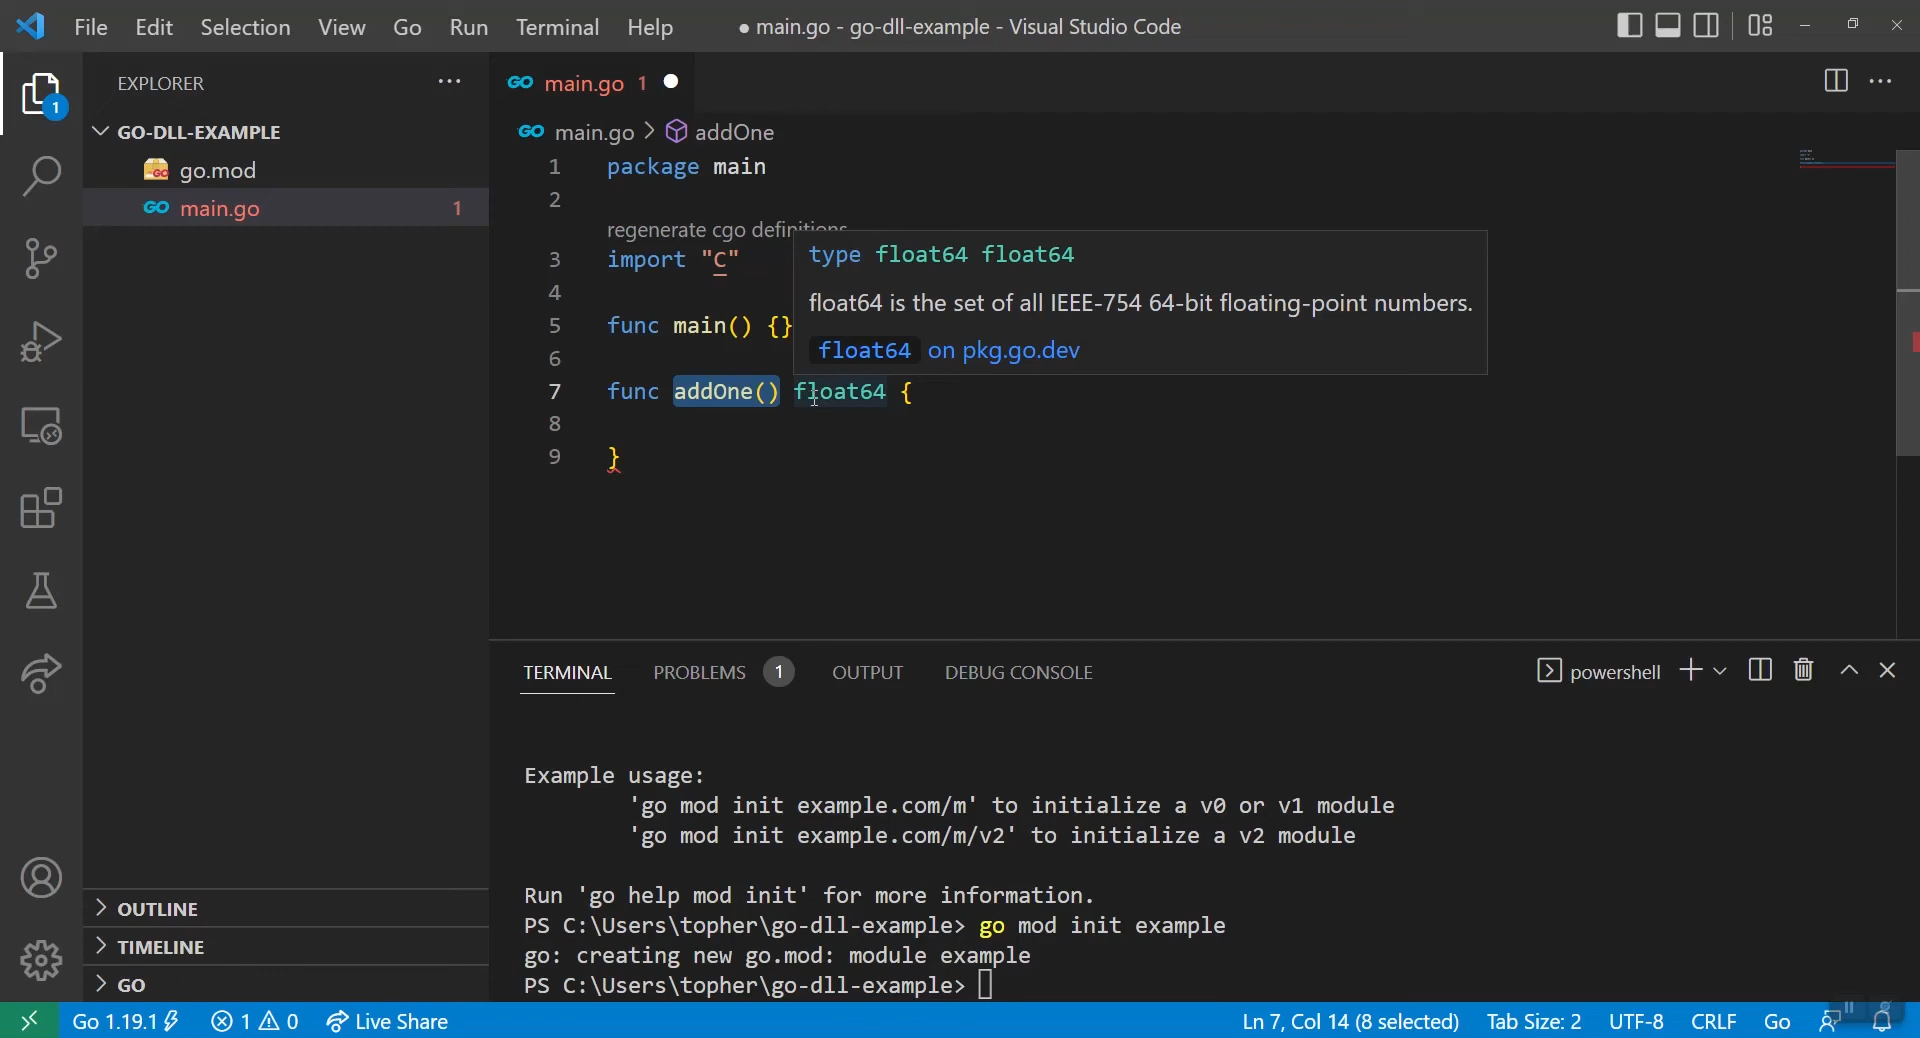 File Edit Selection View Go Run Terminal Help ● main.go - go-dll-example - Visual Studio Code
EXPLORER
1
GO-DLL-EXAMPLE
go.mod
main.go 1
OUTLINE
TIMELINE
GO
GO main.go 1
GO main.go > addOne
1 package main
2
regenerate cgo definitions
3 import "C"
4
5 func main() {}
6
7 func addOne() float64 {
8
9 }
type float64 float64
float64 is the set of all IEEE-754 64-bit floating-point numbers.
float64 on pkg.go.dev
TERMINAL PROBLEMS 1 OUTPUT DEBUG CONSOLE powershell
Example usage:
'go mod init example.com/m' to initialize a v0 or v1 module
'go mod init example.com/m/v2' to initialize a v2 module
Run 'go help mod init' for more information.
PS C:\Users\topher\go-dll-example> go mod init example
go: creating new go.mod: module example
PS C:\Users\topher\go-dll-example>
Go 1.19.1 1 0 Live Share Ln 7, Col 14 (8 selected) Tab Size: 2 UTF-8 CRLF Go